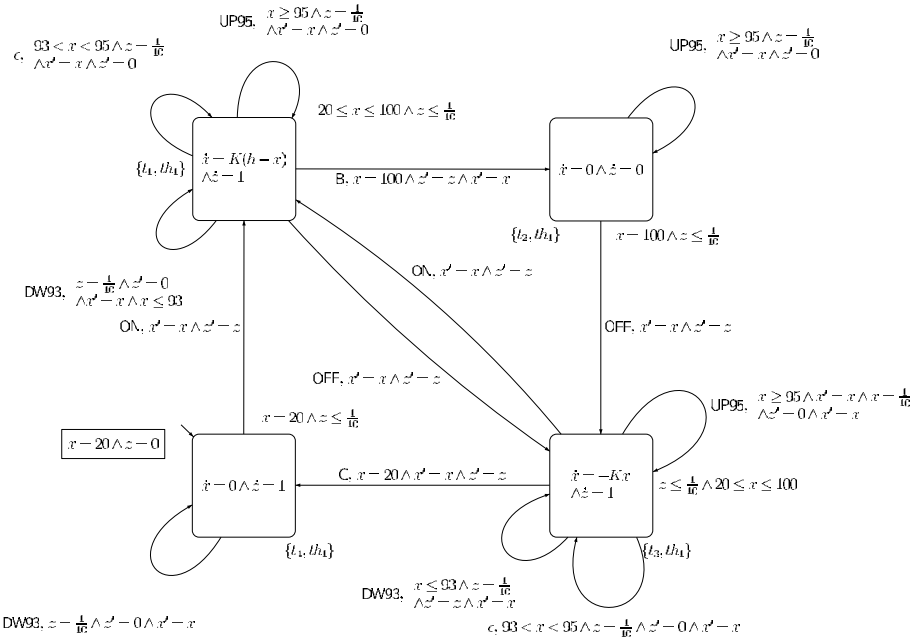 UP95, x ≥ 95 ∧ z = 1/10
∧x' = x ∧ z' = 0
c, 93 < x < 95 ∧ z = 1/10
∧x' = x ∧ z' = 0
UP95, x ≥ 95 ∧ z = 1/10
∧x' = x ∧ z' = 0
20 ≤ x ≤ 100 ∧ z ≤ 1/10
{t₁, th₁}
ẋ = K(h − x)
∧ż = 1
B, x = 100 ∧ z' = z ∧ x' = x
ẋ = 0 ∧ ż = 0
{t₂, th₁}
x = 100 ∧ z ≤ 1/10
DW93, z = 1/10 ∧ z' = 0
∧x' = x ∧ x ≤ 93
ON, x' = x ∧ z' = z
ON, x' = x ∧ z' = z
OFF, x' = x ∧ z' = z
OFF, x' = x ∧ z' = z
UP95, x ≥ 95 ∧ x' = x ∧ x = 1/10
∧z' = 0 ∧ x' = x
x = 20 ∧ z ≤ 1/10
x = 20 ∧ z = 0
ẋ = 0 ∧ ż = 1
C, x = 20 ∧ x' = x ∧ z' = z
ẋ = −Kx
∧ż = 1
z ≤ 1/10 ∧ 20 ≤ x ≤ 100
{t₄, th₁}
{t₃, th₁}
DW93, x ≤ 93 ∧ z = 1/10
∧z' = z ∧ x' = x
DW93, z = 1/10 ∧ z' = 0 ∧ x' = x
c, 93 < x < 95 ∧ z = 1/10 ∧ z' = 0 ∧ x' = x